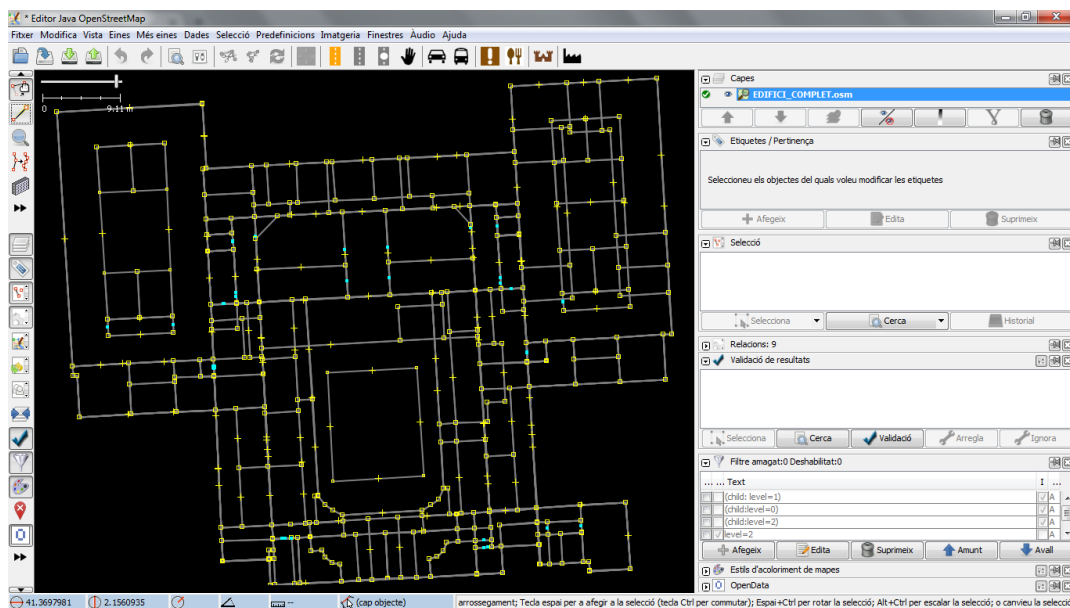 * Editor Java OpenStreetMap
Fitxer Modifica Vista Eines Més eines Dades Selecció Predefinicions Imatgeria Finestres Àudio Ajuda
0 9,11 m
Capes
EDIFICI_COMPLET.osm
Etiquetes / Pertinença
Seleccioneu els objectes del quals voleu modificar les etiquetes
Afegeix Edita Suprimeix
Selecció
Selecciona Cerca Historial
Relacions: 9
Validació de resultats
Selecciona Cerca Validació Arregla Ignora
Filtre amagat:0 Deshabilitat:0
... ... Text I ...
(child: level=1) A
(child:level=0) A
(child:level=2) A
level=2 A
Afegeix Edita Suprimeix Amunt Avall
Estils d'acoloriment de mapes
OpenData
41.3697981 2.1560935 -- (cap objecte) arrossegament; Tecla espai per a afegir a la selecció (tecla Ctrl per commutar); Espai+Ctrl per rotar la selecció; Alt+Ctrl per escalar la selecció; o canvieu la selecció